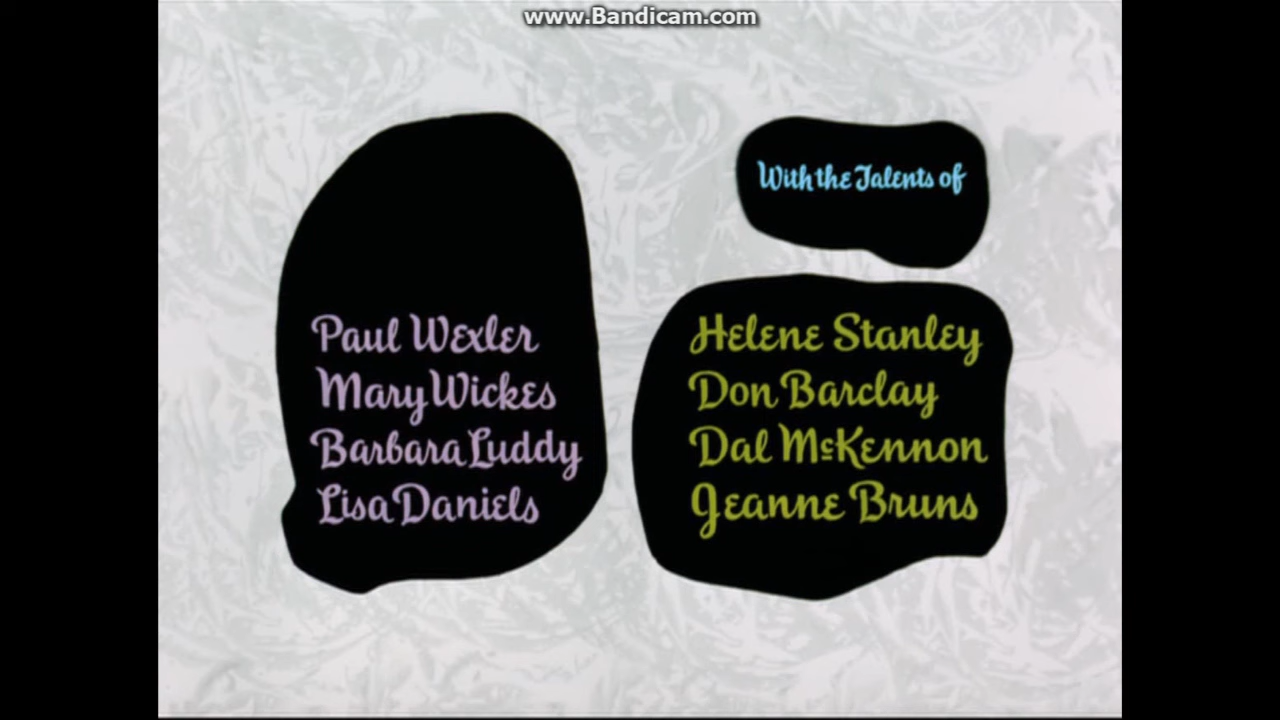 www.Bandicam.com
With the Talents of
Paul Wexler
Mary Wickes
Barbara Luddy
Lisa Daniels
Helene Stanley
Don Barclay
Dal McKennon
Jeanne Bruns